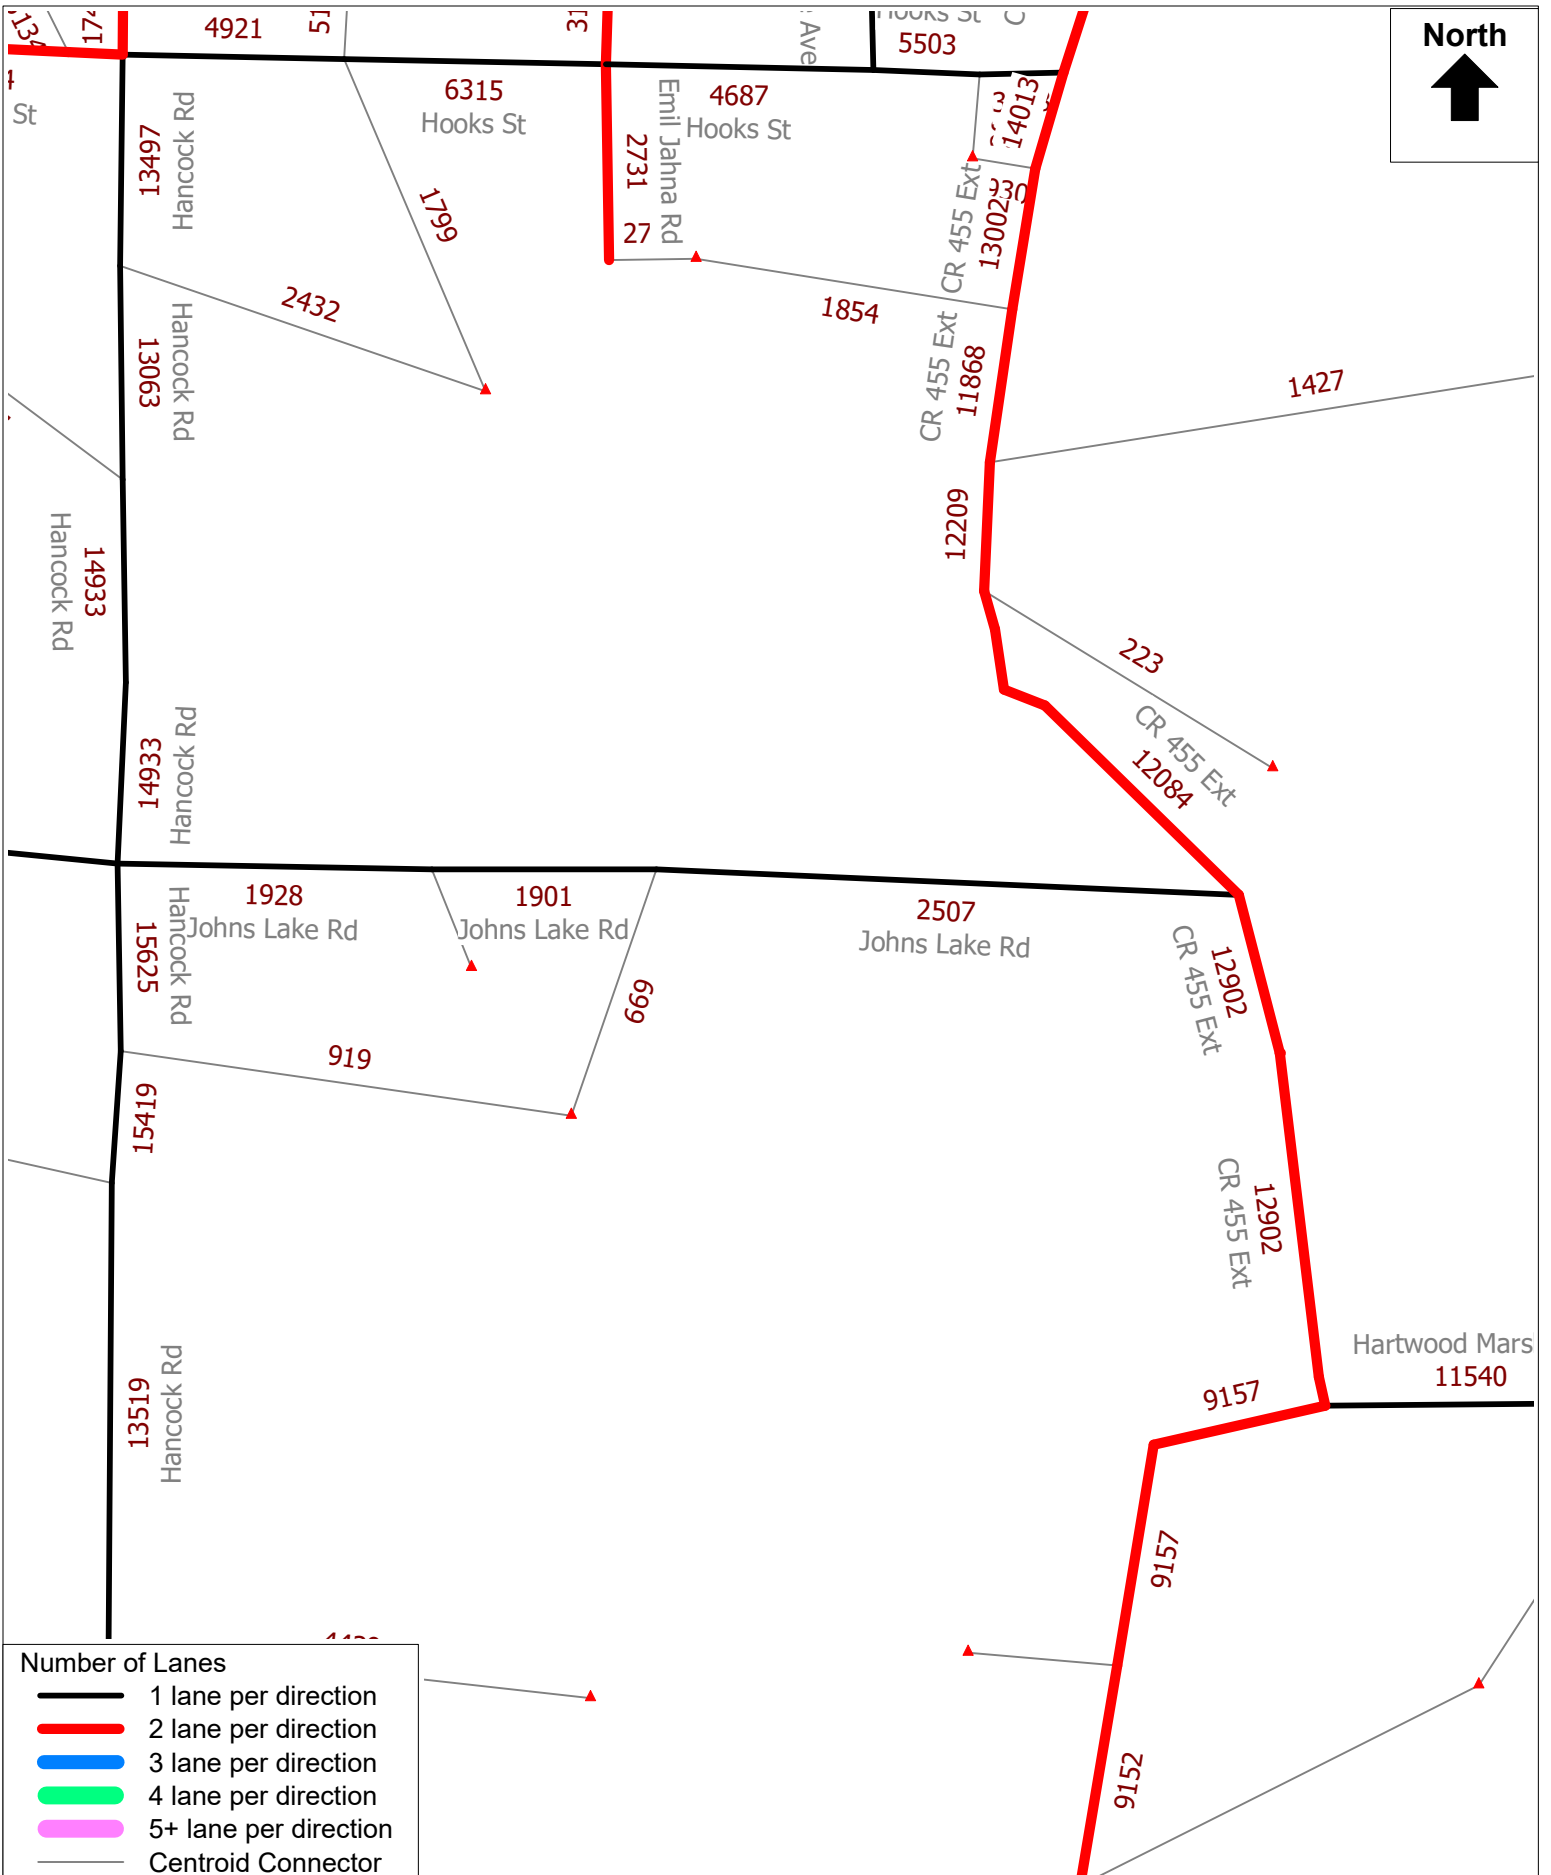 4921
5503
North
6315
Hooks St
4687
Hooks St
St
Ave
14013
13497
Hancock Rd
2731
Emil Jahna Rd
27
1799
CR 455 Ext
13002
2432
1854
13063
Hancock Rd
CR 455 Ext
11868
1427
12209
14933
Hancock Rd
223
14933
Hancock Rd
CR 455 Ext
12084
1928
Johns Lake Rd
1901
Johns Lake Rd
2507
Johns Lake Rd
15625
Hancock Rd
12902
CR 455 Ext
669
919
15419
12902
CR 455 Ext
Hartwood Mars
11540
9157
13519
Hancock Rd
9157
9152
Number of Lanes
1 lane per direction
2 lane per direction
3 lane per direction
4 lane per direction
5+ lane per direction
Centroid Connector